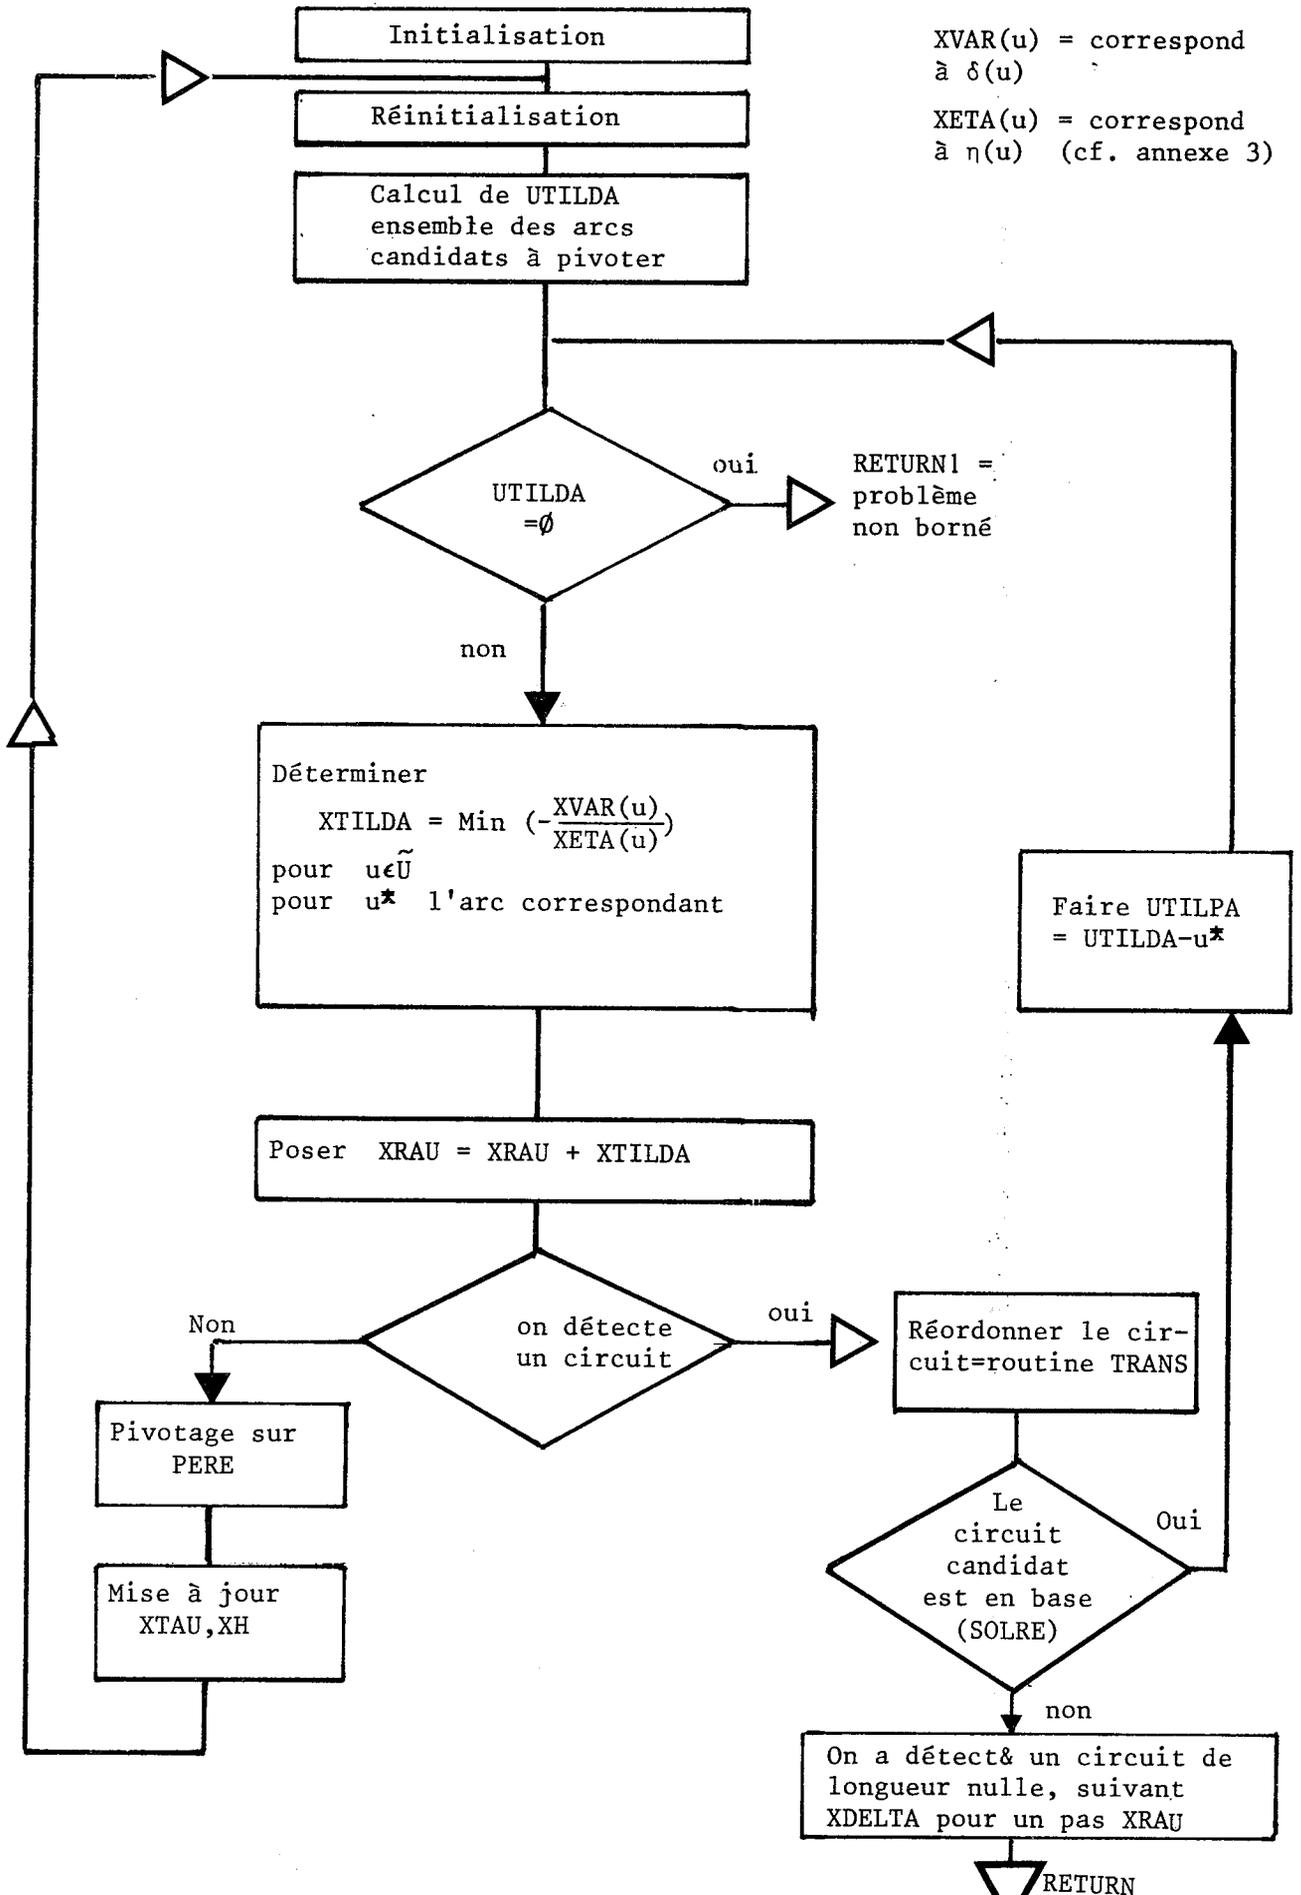 Initialisation
XVAR(u) = correspond
à δ(u)
Réinitialisation
XETA(u) = correspond
à η(u) (cf. annexe 3)
Calcul de UTILDA
ensemble des arcs
candidats à pivoter
oui
RETURN1 =
problème
non borné
UTILDA
=Ø
non
Déterminer
XTILDA = Min (-XVAR(u)/XETA(u))
pour uϵŨ
pour u* l'arc correspondant
Faire UTILPA
= UTILDA-u*
Poser XRAU = XRAU + XTILDA
Non
on détecte
un circuit
oui
Réordonner le cir-
cuit=routine TRANS
Pivotage sur
PERE
Le
circuit
candidat
est en base
(SOLRE)
Oui
Mise à jour
XTAU,XH
non
On a détect& un circuit de
longueur nulle, suivant
XDELTA pour un pas XRAU
RETURN